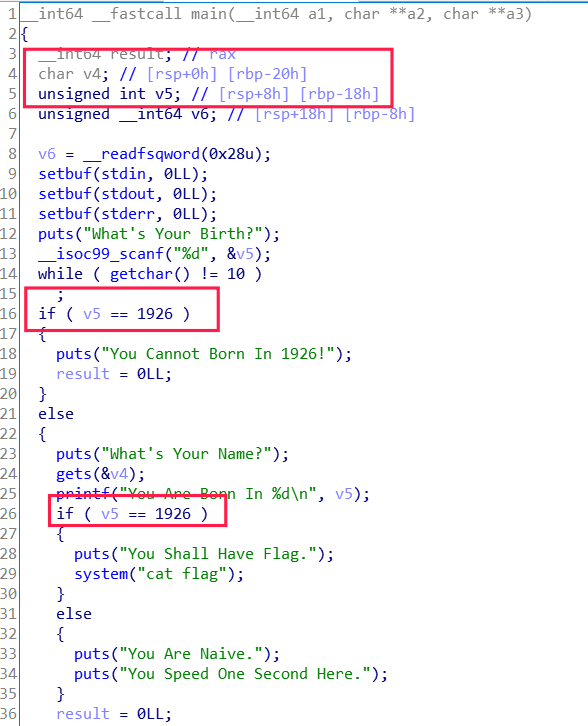 1 __int64 __fastcall main(__int64 a1, char **a2, char **a3)
2 {
3 __int64 result; // rax
4 char v4; // [rsp+0h] [rbp-20h]
5 unsigned int v5; // [rsp+8h] [rbp-18h]
6 unsigned __int64 v6; // [rsp+18h] [rbp-8h]
7
8 v6 = __readfsqword(0x28u);
9 setbuf(stdin, 0LL);
10 setbuf(stdout, 0LL);
11 setbuf(stderr, 0LL);
12 puts("What's Your Birth?");
13 __isoc99_scanf("%d", &v5);
14 while ( getchar() != 10 )
15 ;
16 if ( v5 == 1926 )
17 {
18 puts("You Cannot Born In 1926!");
19 result = 0LL;
20 }
21 else
22 {
23 puts("What's Your Name?");
24 gets(&v4);
25 printf("You Are Born In %d\n", v5);
26 if ( v5 == 1926 )
27 {
28 puts("You Shall Have Flag.");
29 system("cat flag");
30 }
31 else
32 {
33 puts("You Are Naive.");
34 puts("You Speed One Second Here.");
35 }
36 result = 0LL;